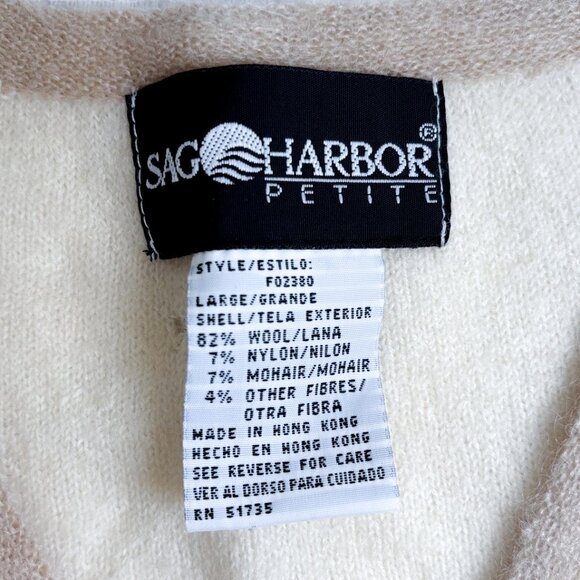 SAG HARBOR®
PETITE
STYLE/ESTILO:
F02380
LARGE/GRANDE
SHELL/TELA EXTERIOR
82% WOOL/LANA
7% NYLON/NILON
7% MOHAIR/MOHAIR
4% OTHER FIBRES/
OTRA FIBRA
MADE IN HONG KONG
HECHO EN HONG KONG
SEE REVERSE FOR CARE
VER AL DORSO PARA CUIDADO
RN 51735